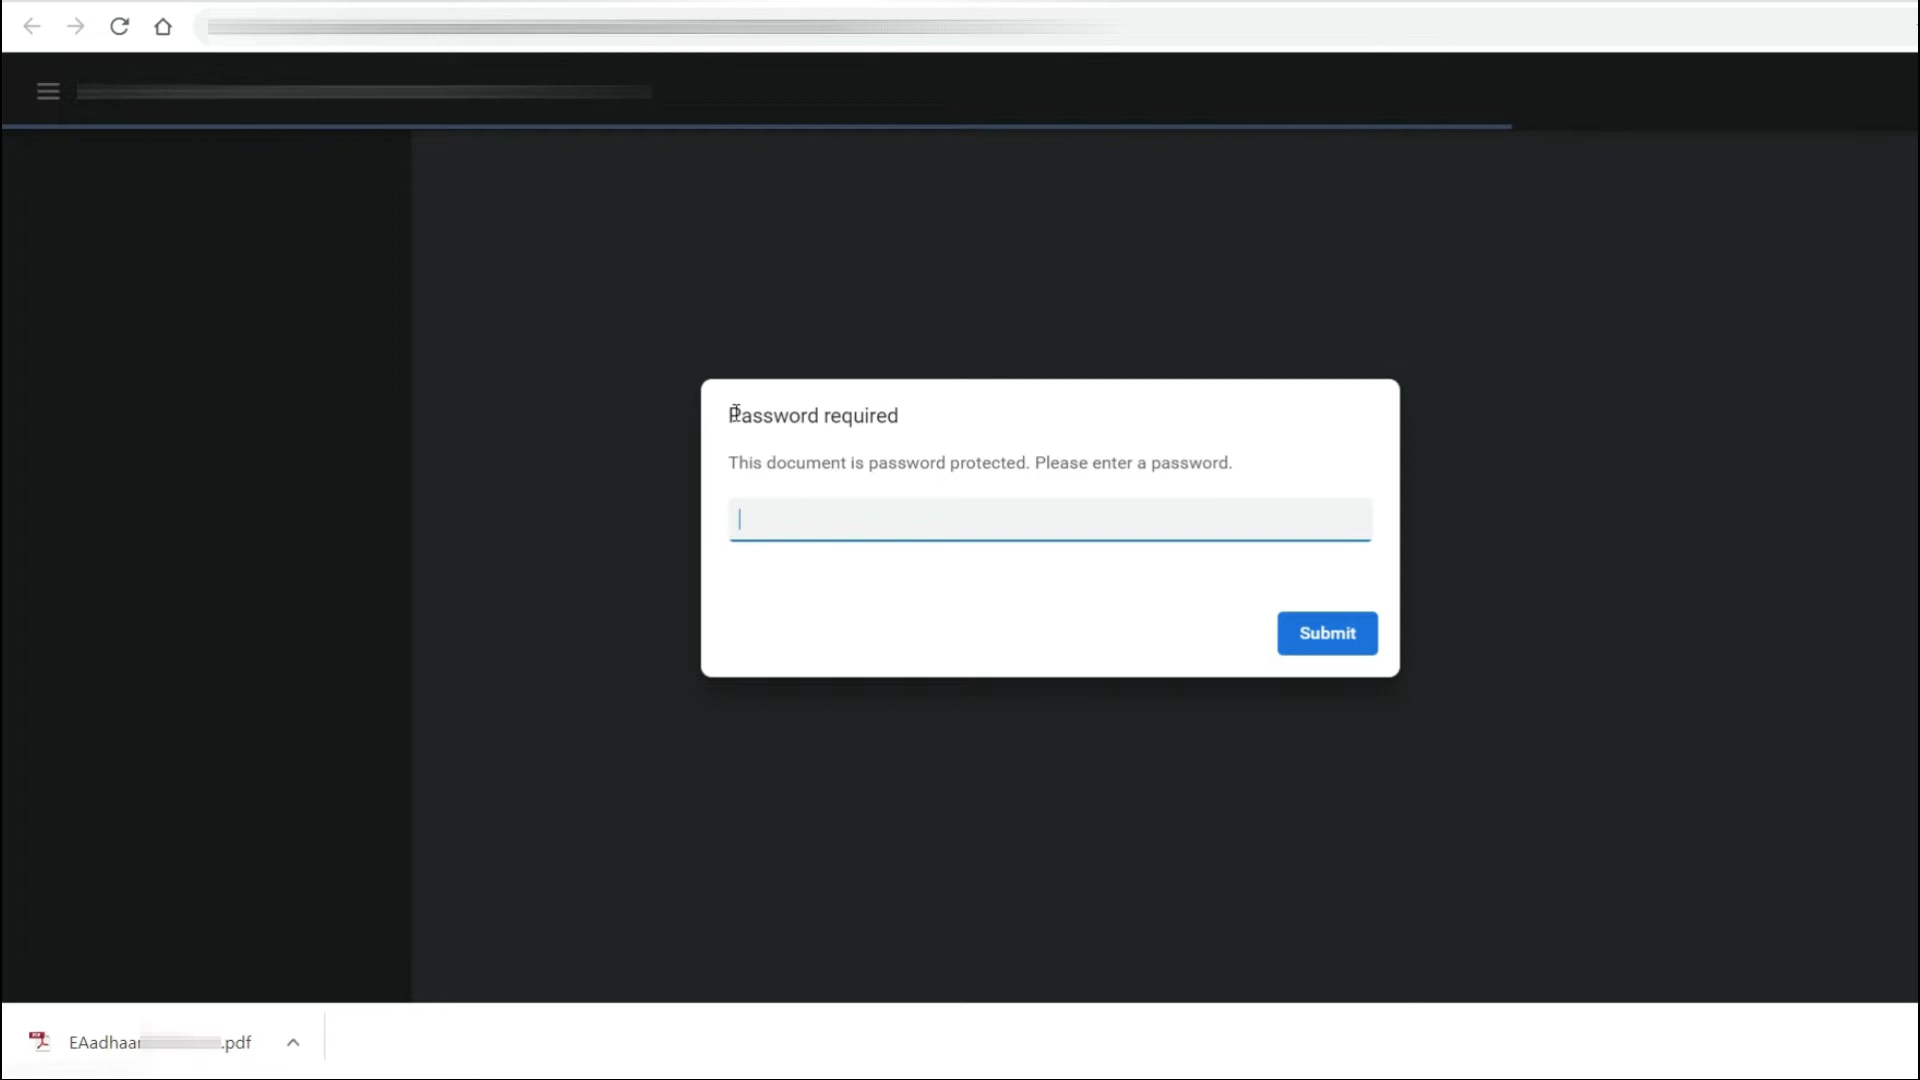 Password required
This document is password protected. Please enter a password.
Submit
EAadhaar .pdf